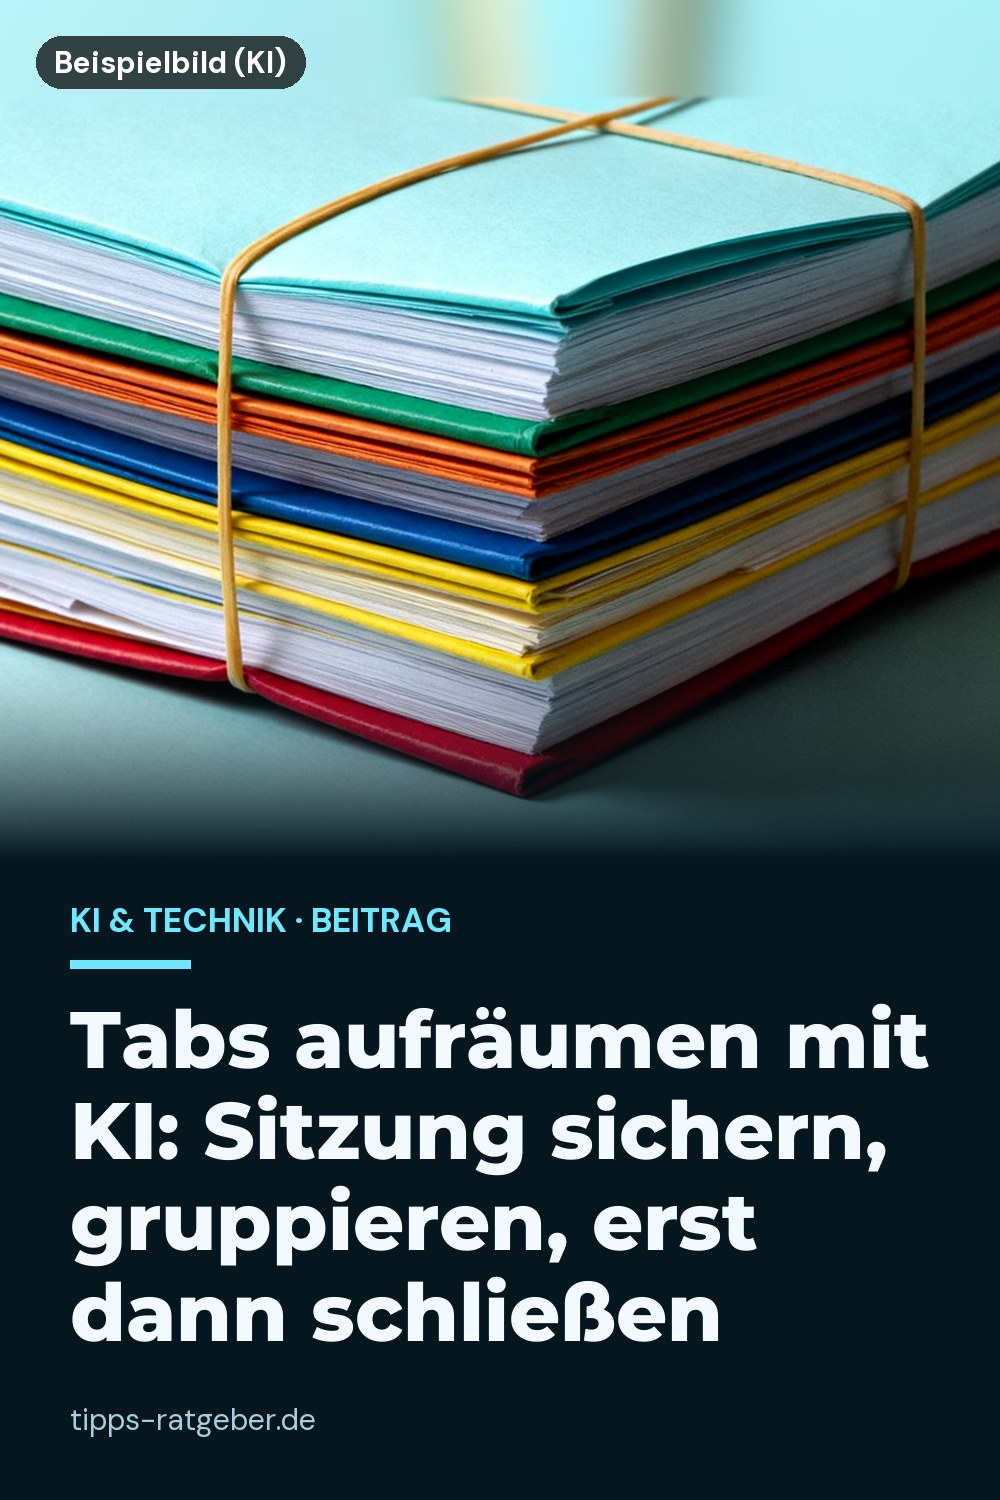 Beispielbild (KI)
KI & TECHNIK · BEITRAG
Tabs aufräumen mit
KI: Sitzung sichern,
gruppieren, erst
dann schließen
tipps-ratgeber.de